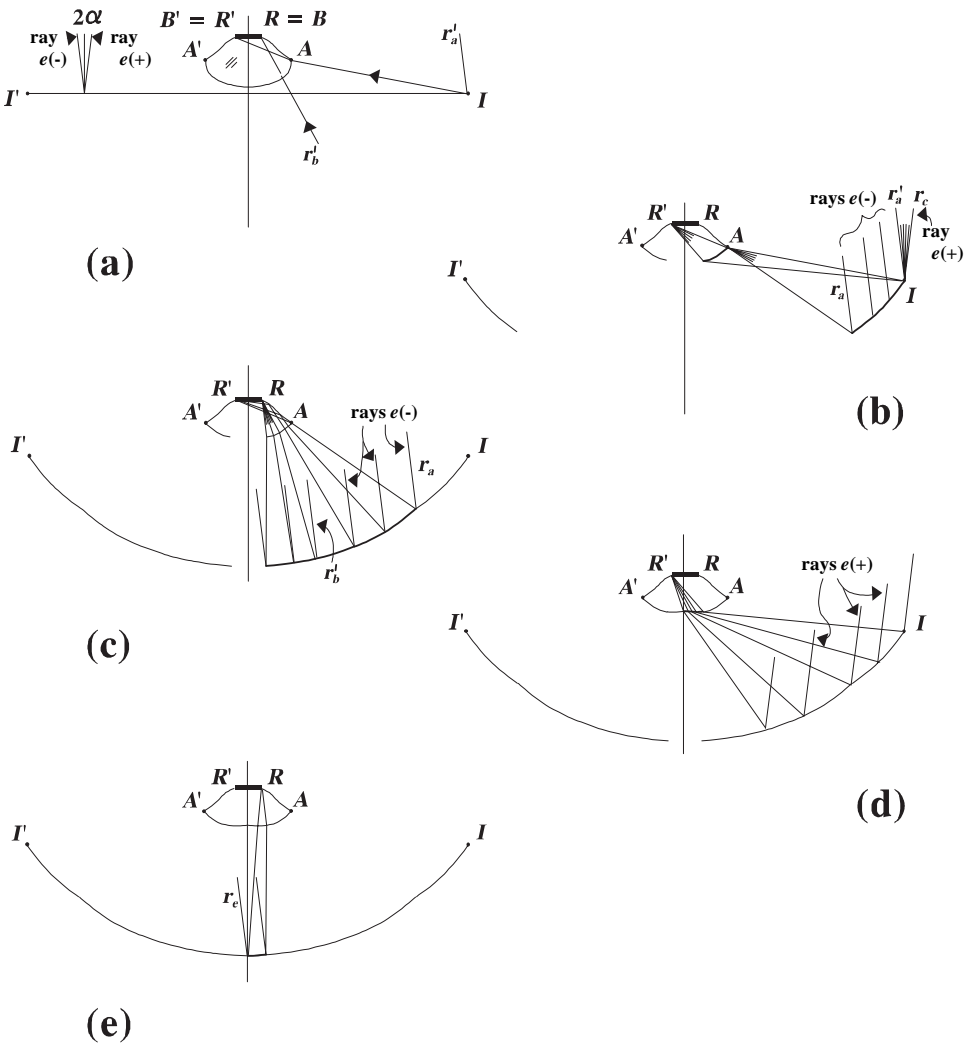 2α
B' = R'
R = B
ray
e(-)
ray
e(+)
A'
A
r'a
I'
I
r'b
(a)
rays e(-)
r'a
rc
R'
R
A'
A
ray
e(+)
I'
ra
I
(b)
R'
R
A'
A
rays e(-)
I'
I
ra
r'b
(c)
R'
R
rays e(+)
A'
A
I'
I
(d)
R'
R
A'
A
I'
I
re
(e)